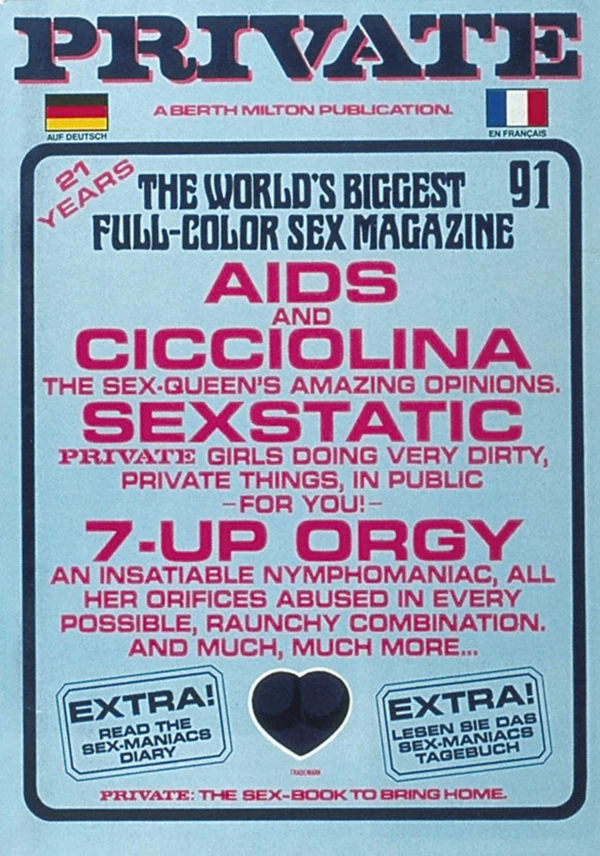 PRIVATE
A BERTH MILTON PUBLICATION.
AUF DEUTSCH
EN FRANÇAIS
21
YEARS
THE WORLD'S BIGGEST 91
FULL-COLOR SEX MAGAZINE
AIDS
AND
CICCIOLINA
THE SEX-QUEEN'S AMAZING OPINIONS.
SEXSTATIC
PRIVATE GIRLS DOING VERY DIRTY,
PRIVATE THINGS, IN PUBLIC
-FOR YOU!-
7-UP ORGY
AN INSATIABLE NYMPHOMANIAC, ALL
HER ORIFICES ABUSED IN EVERY
POSSIBLE, RAUNCHY COMBINATION.
AND MUCH, MUCH MORE...
EXTRA!
READ THE
SEX-MANIACS
DIARY
TRADEMARK
EXTRA!
LESEN SIE DAS
SEX-MANIACS
TAGEBUCH
PRIVATE: THE SEX-BOOK TO BRING HOME.